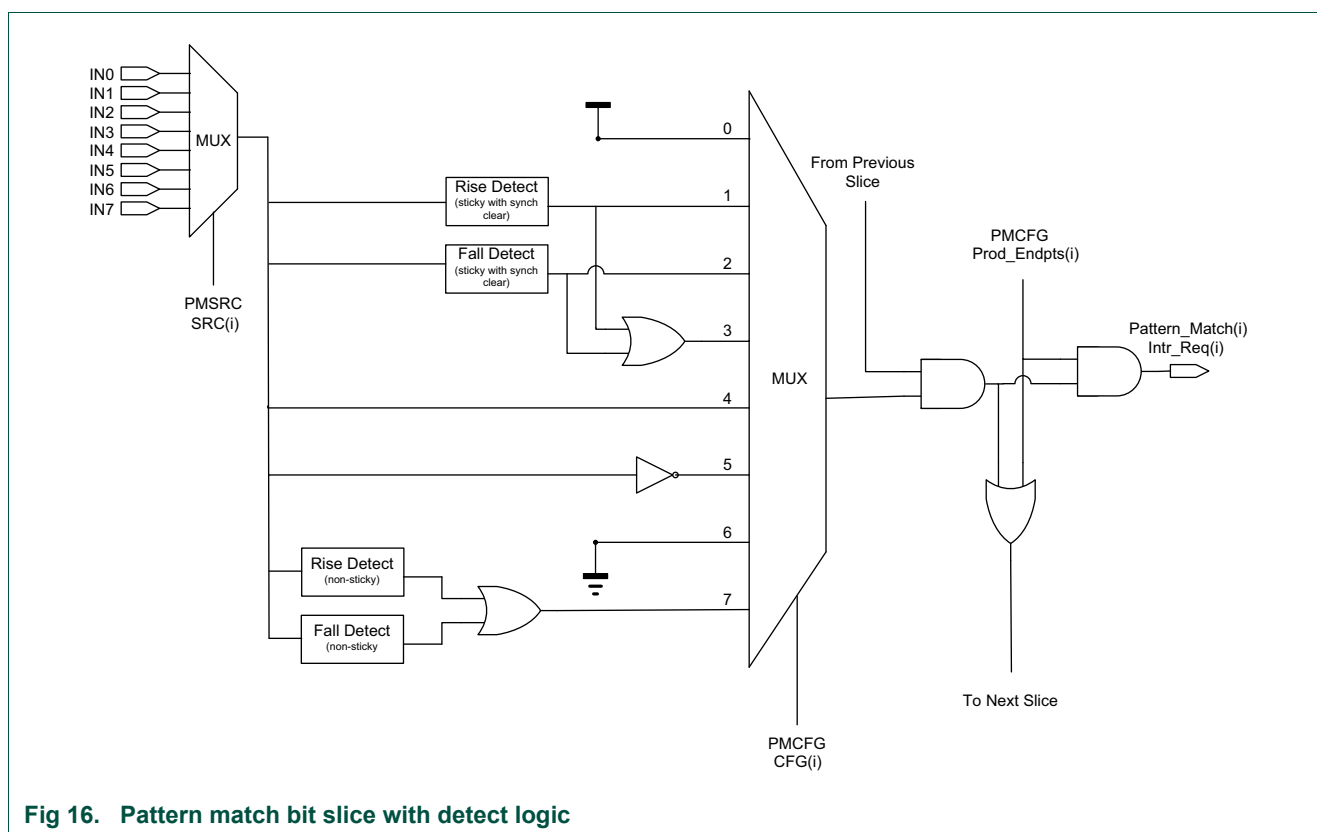 IN0
IN1
IN2
IN3
IN4
IN5
IN6
IN7
MUX
PMSRC
SRC(i)
Rise Detect
(sticky with synch
clear)
Fall Detect
(sticky with synch
clear)
Rise Detect
(non-sticky)
Fall Detect
(non-sticky
0
1
2
3
4
5
6
7
MUX
PMCFG
CFG(i)
From Previous
Slice
PMCFG
Prod_Endpts(i)
Pattern_Match(i)
Intr_Req(i)
To Next Slice
Fig 16. Pattern match bit slice with detect logic